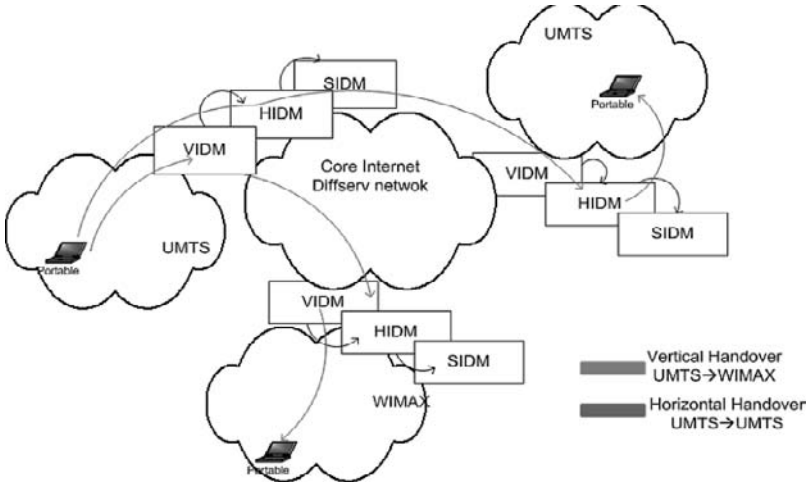 UMTS
Portable
SIDM
HIDM
VIDM
Core Internet
Diffserv netwok
VIDM
HIDM
SIDM
UMTS
Portable
VIDM
HIDM
SIDM
WIMAX
Portable
Vertical Handover
UMTS→WIMAX
Horizontal Handover
UMTS→UMTS